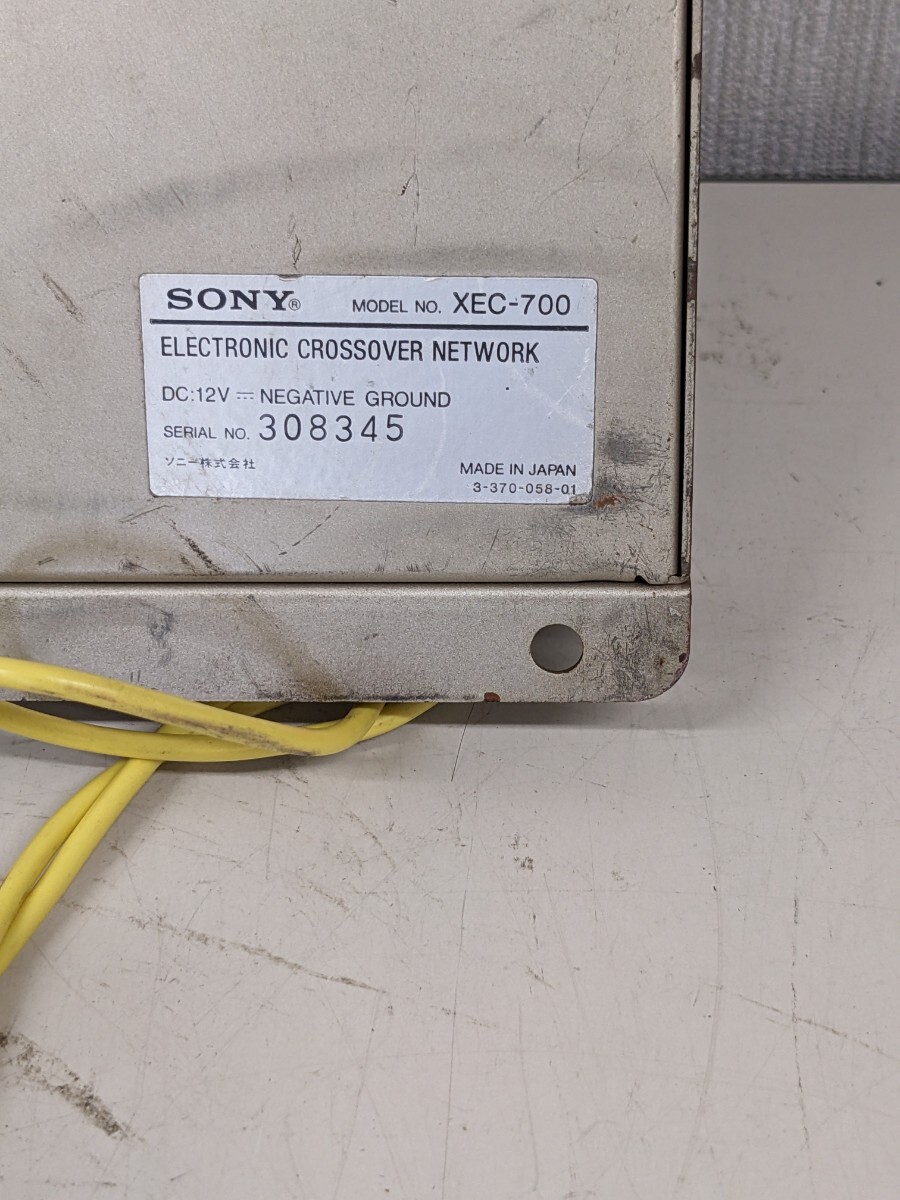 SONY® MODEL NO. XEC-700
ELECTRONIC CROSSOVER NETWORK
DC:12V ⎓ NEGATIVE GROUND
SERIAL NO. 308345
ソニー株式会社
MADE IN JAPAN
3-370-058-01